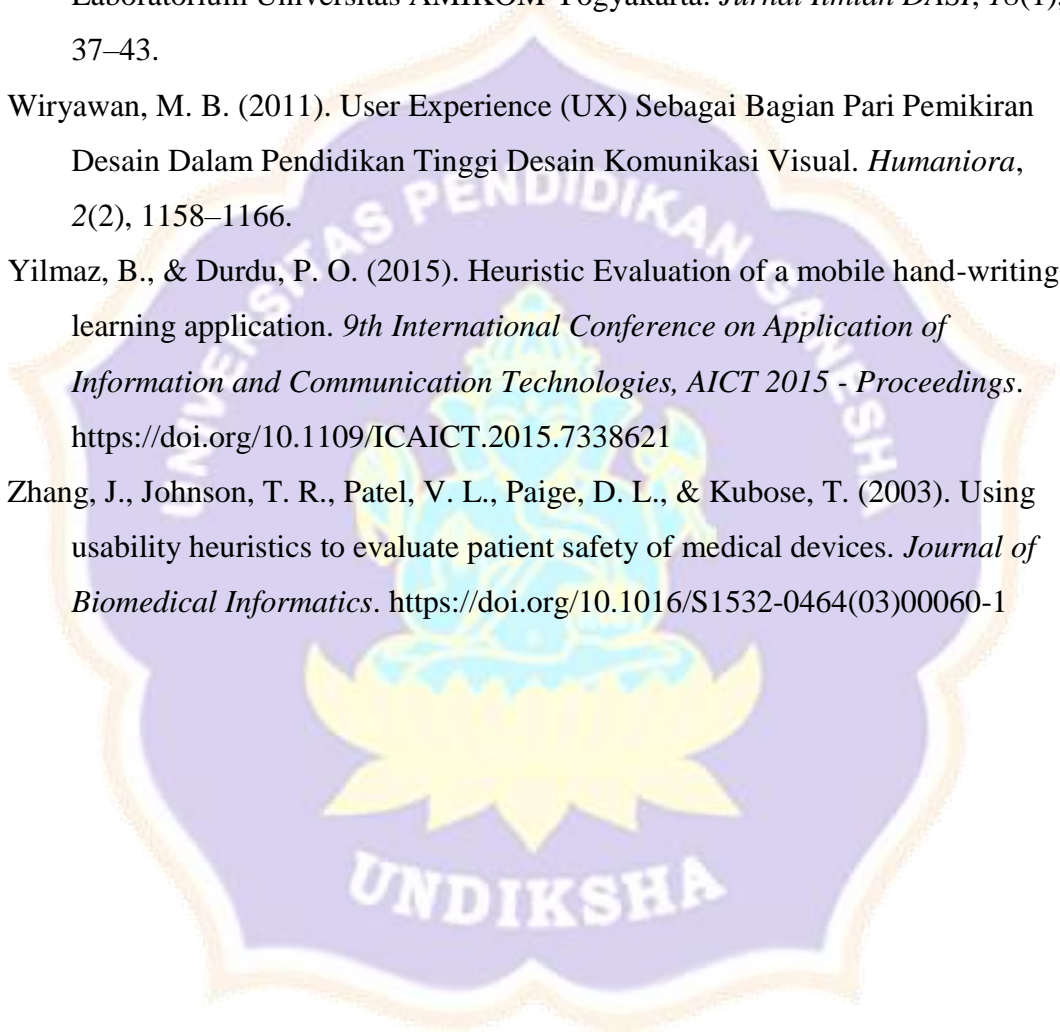 Laboratorium Universitas AMIKOM Yogyakarta. Jurnal Ilmiah DASI, 18(1),
37–43.
Wiryawan, M. B. (2011). User Experience (UX) Sebagai Bagian Pari Pemikiran
Desain Dalam Pendidikan Tinggi Desain Komunikasi Visual. Humaniora,
2(2), 1158–1166.
Yilmaz, B., & Durdu, P. O. (2015). Heuristic Evaluation of a mobile hand-writing
learning application. 9th International Conference on Application of
Information and Communication Technologies, AICT 2015 - Proceedings.
https://doi.org/10.1109/ICAICT.2015.7338621
Zhang, J., Johnson, T. R., Patel, V. L., Paige, D. L., & Kubose, T. (2003). Using
usability heuristics to evaluate patient safety of medical devices. Journal of
Biomedical Informatics. https://doi.org/10.1016/S1532-0464(03)00060-1
UNIVERSITAS PENDIDIKAN GANESHA
UNDIKSHA